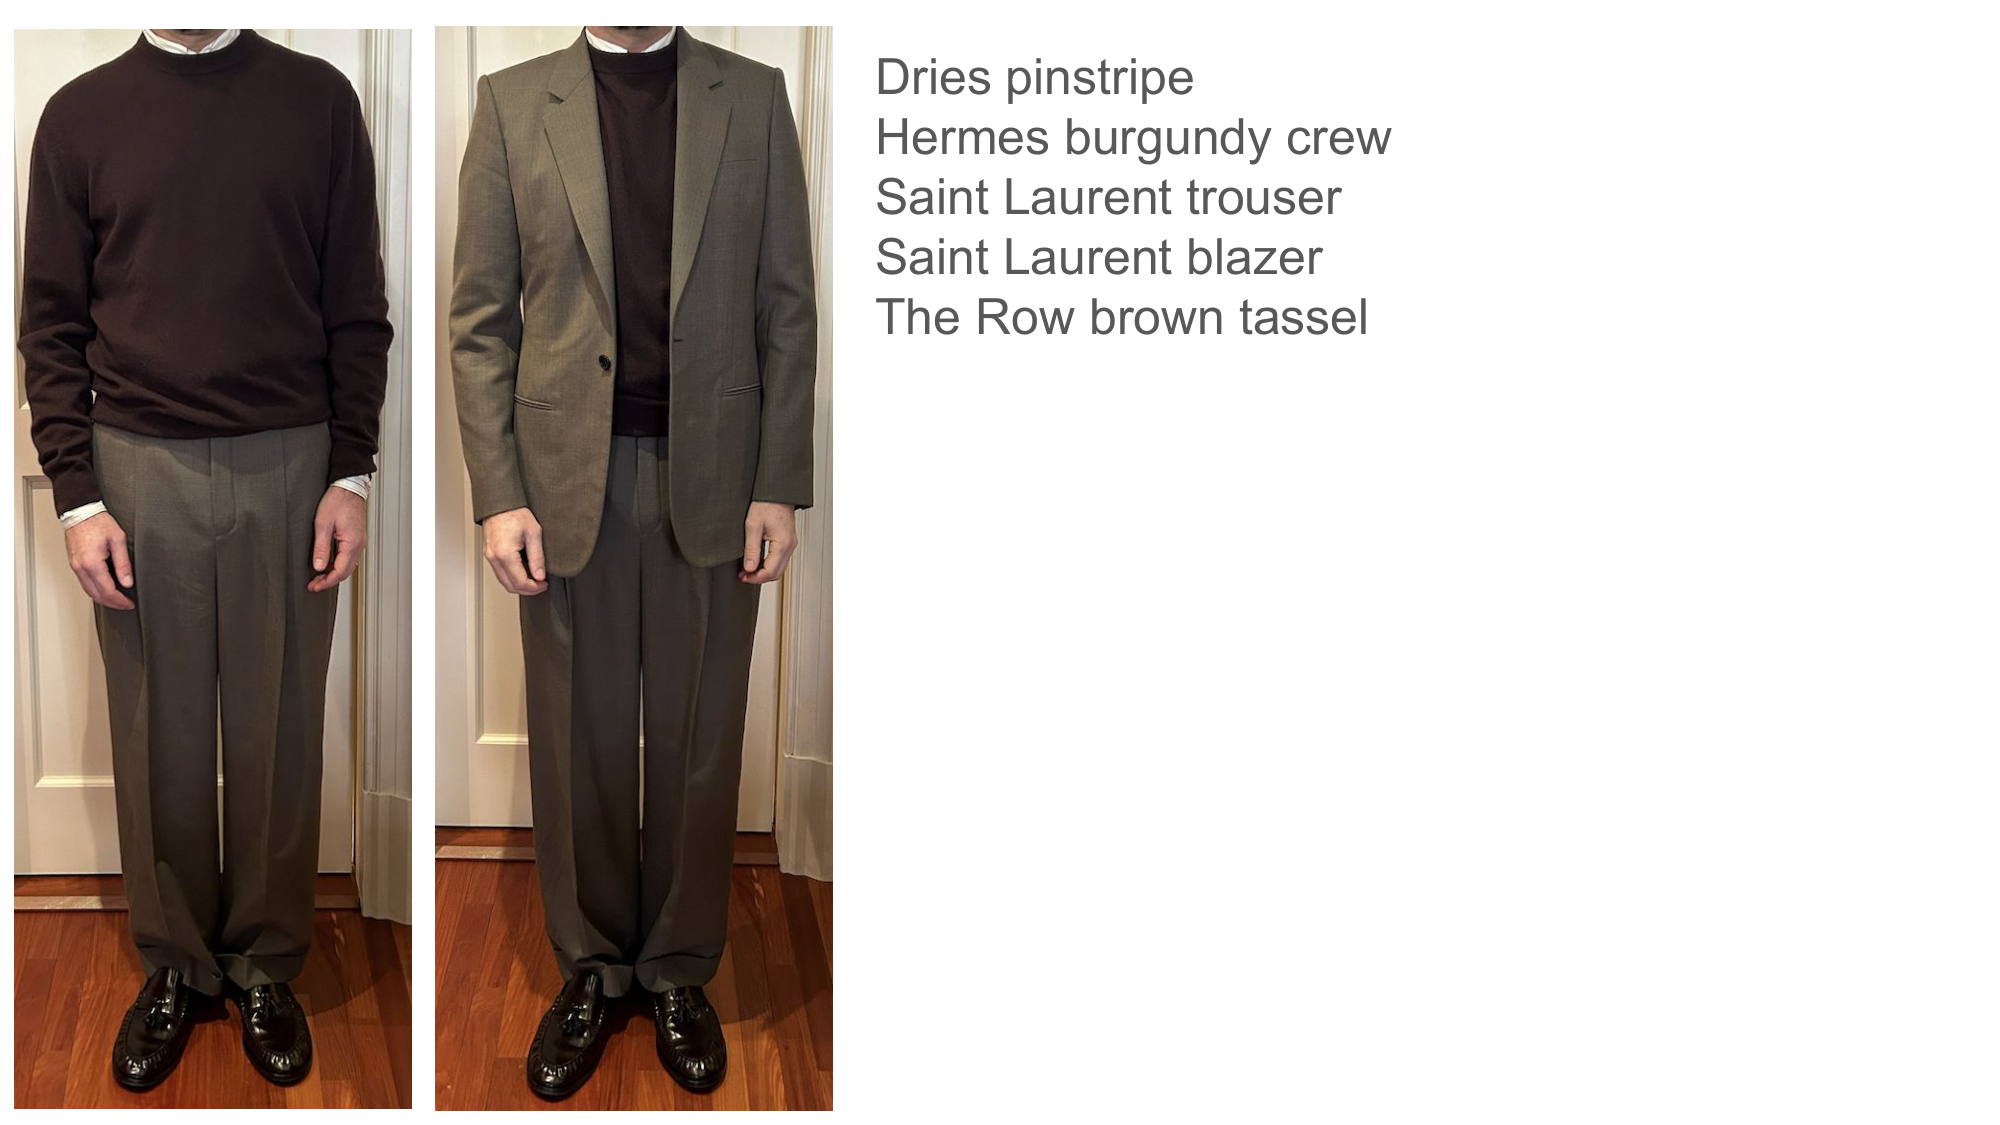 Dries pinstripe
Hermes burgundy crew
Saint Laurent trouser
Saint Laurent blazer
The Row brown tassel